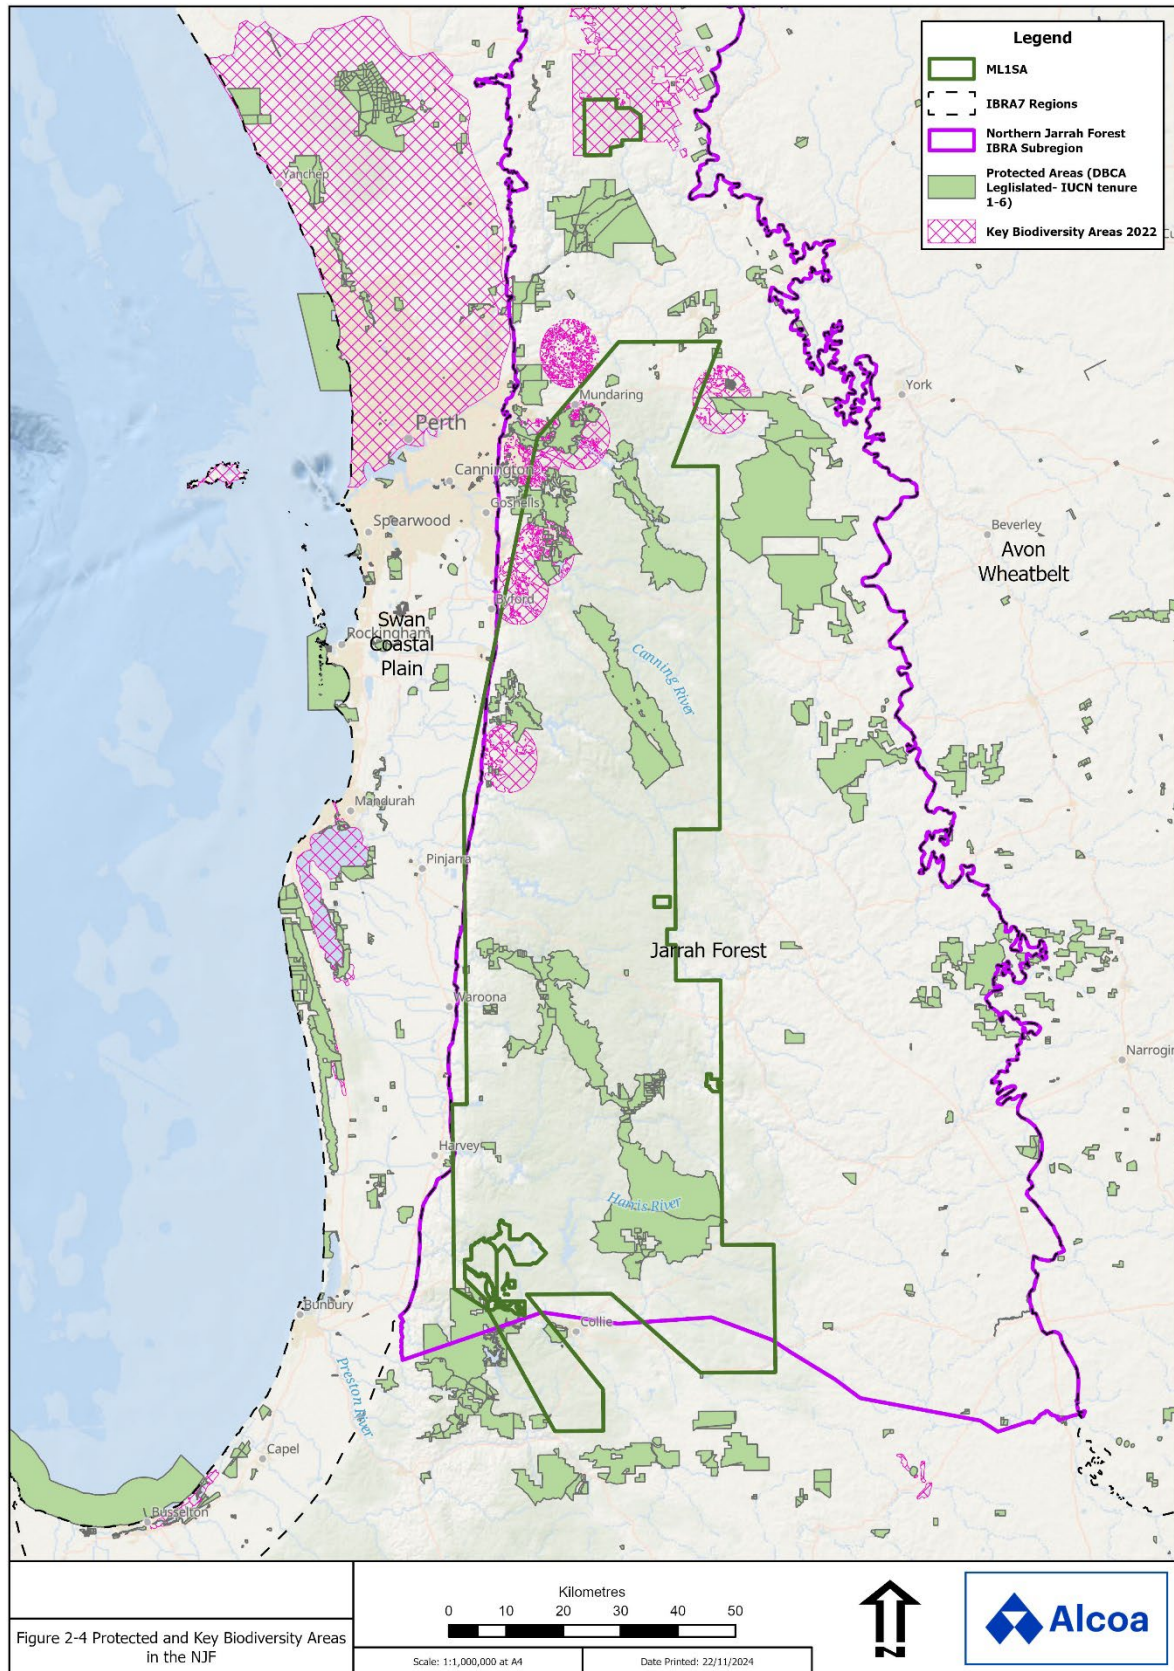 Legend
ML1SA
IBRA7 Regions
Northern Jarrah Forest
IBRA Subregion
Protected Areas (DBCA
Leglislated- IUCN tenure
1-6)
Key Biodiversity Areas 2022
Yanchep
Perth
Mundaring
York
Cannington
Gosnells
Spearwood
Beverley
Avon
Wheatbelt
Byford
Swan
Coastal
Plain
Rockingham
Canning River
Mandurah
Pinjarra
Jarrah Forest
Waroona
Narrogin
Harvey
Harris River
Bunbury
Collie
Preston River
Capel
Busselton
Figure 2-4 Protected and Key Biodiversity Areas
in the NJF
Kilometres
0 10 20 30 40 50
Scale: 1:1,000,000 at A4
Date Printed: 22/11/2024
N
Alcoa